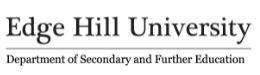 Edge Hill University
Department of Secondary and Further Education